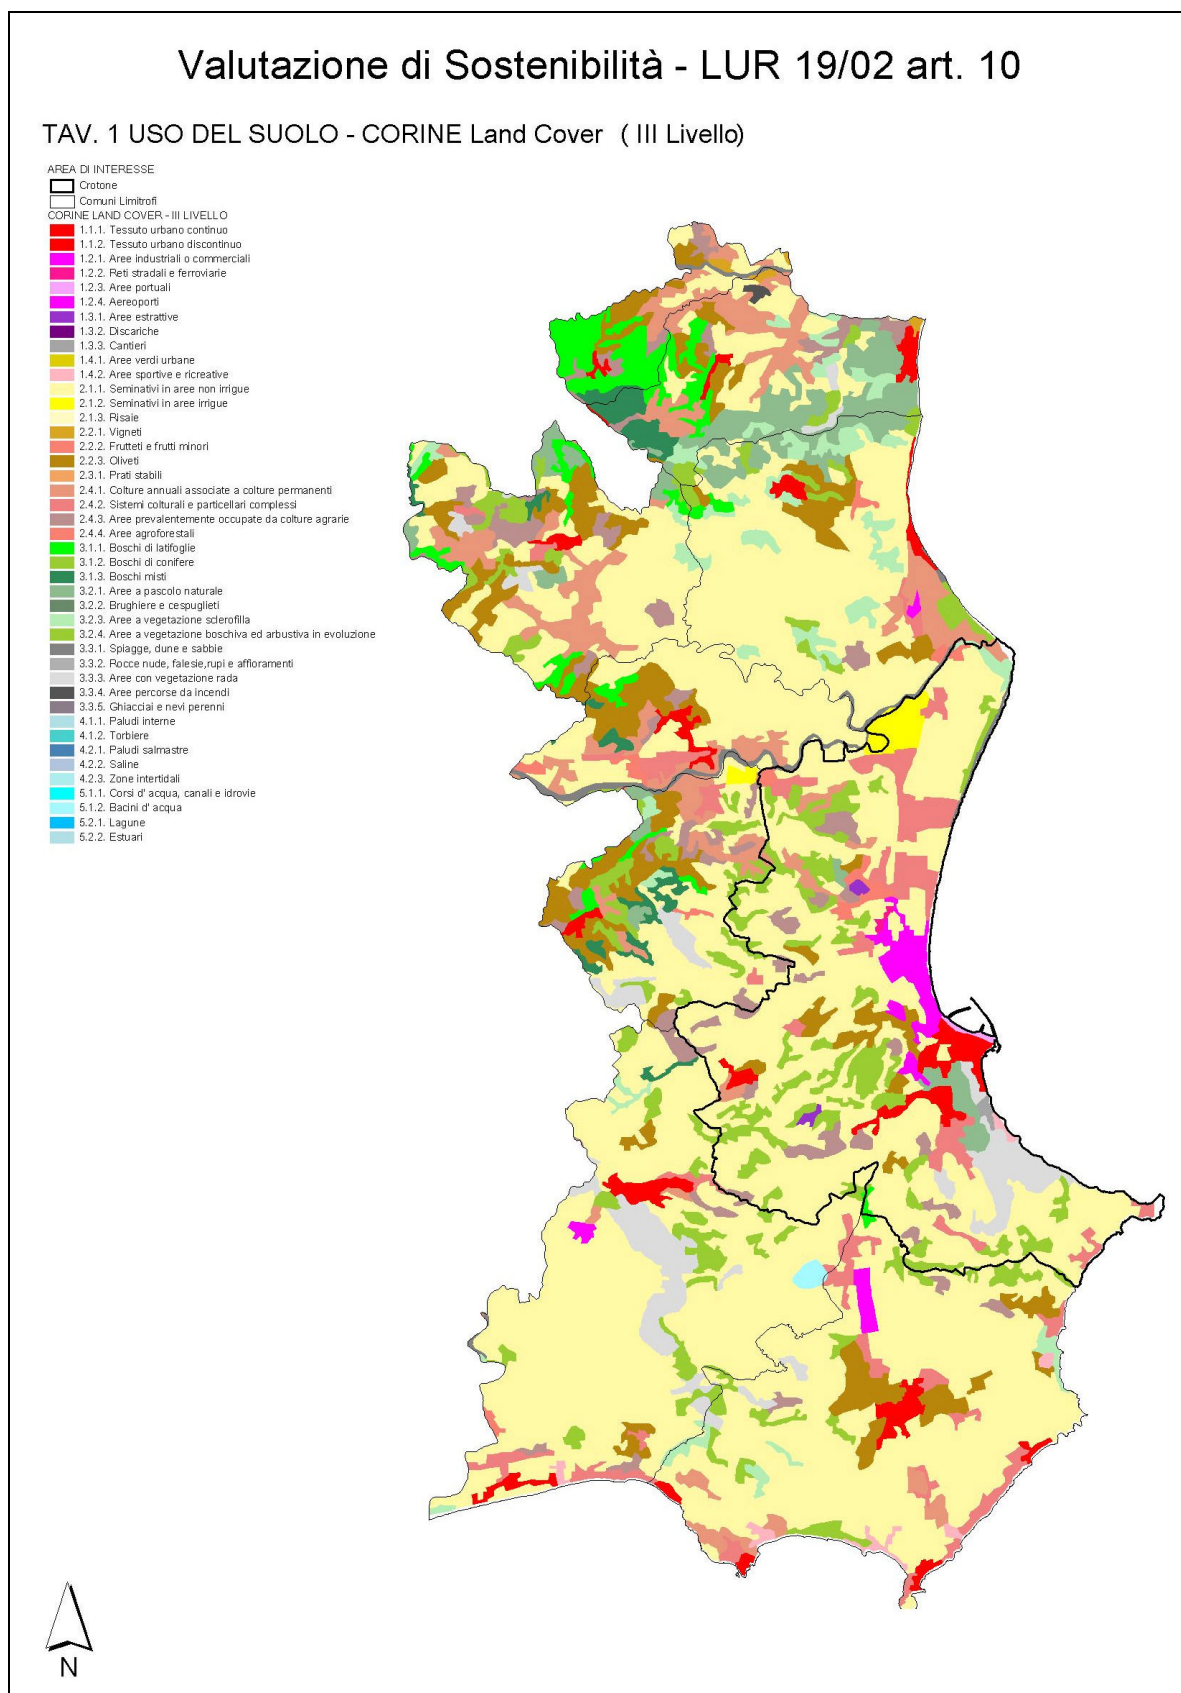 Valutazione di Sostenibilità - LUR 19/02 art. 10
TAV. 1 USO DEL SUOLO - CORINE Land Cover ( III Livello)
AREA DI INTERESSE
Crotone
Comuni Limitrofi
CORINE LAND COVER - III LIVELLO
1.1.1. Tessuto urbano continuo
1.1.2. Tessuto urbano discontinuo
1.2.1. Aree industriali o commerciali
1.2.2. Reti stradali e ferroviarie
1.2.3. Aree portuali
1.2.4. Aereoporti
1.3.1. Aree estrattive
1.3.2. Discariche
1.3.3. Cantieri
1.4.1. Aree verdi urbane
1.4.2. Aree sportive e ricreative
2.1.1. Seminativi in aree non irrigue
2.1.2. Seminativi in aree irrigue
2.1.3. Risaie
2.2.1. Vigneti
2.2.2. Frutteti e frutti minori
2.2.3. Oliveti
2.3.1. Prati stabili
2.4.1. Colture annuali associate a colture permanenti
2.4.2. Sistemi colturali e particellari complessi
2.4.3. Aree prevalentemente occupate da colture agrarie
2.4.4. Aree agroforestali
3.1.1. Boschi di latifoglie
3.1.2. Boschi di conifere
3.1.3. Boschi misti
3.2.1. Aree a pascolo naturale
3.2.2. Brughiere e cespuglieti
3.2.3. Aree a vegetazione sclerofilla
3.2.4. Aree a vegetazione boschiva ed arbustiva in evoluzione
3.3.1. Spiagge, dune e sabbie
3.3.2. Rocce nude, falesie,rupi e affioramenti
3.3.3. Aree con vegetazione rada
3.3.4. Aree percorse da incendi
3.3.5. Ghiacciai e nevi perenni
4.1.1. Paludi interne
4.1.2. Torbiere
4.2.1. Paludi salmastre
4.2.2. Saline
4.2.3. Zone intertidali
5.1.1. Corsi d' acqua, canali e idrovie
5.1.2. Bacini d' acqua
5.2.1. Lagune
5.2.2. Estuari
N